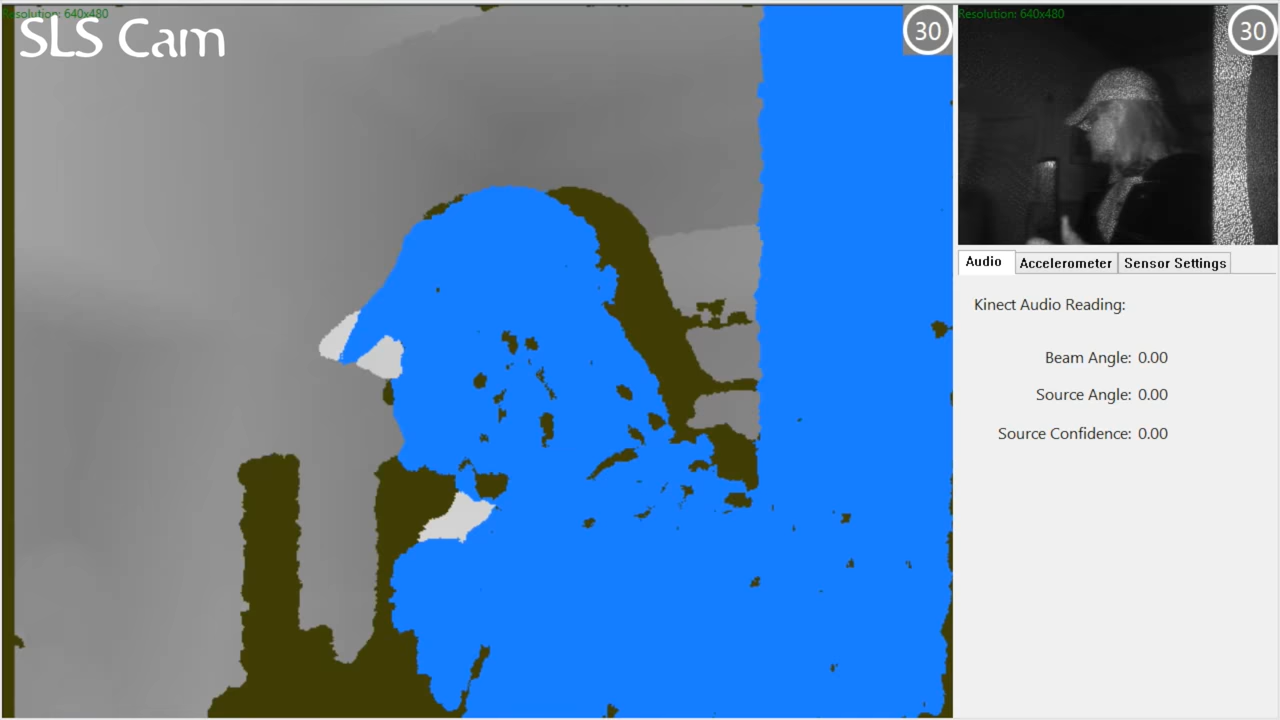 Resolution: 640x480
SLS Cam
30
Resolution: 640x480
30
Audio
Accelerometer
Sensor Settings
Kinect Audio Reading:
Beam Angle: 0.00
Source Angle: 0.00
Source Confidence: 0.00